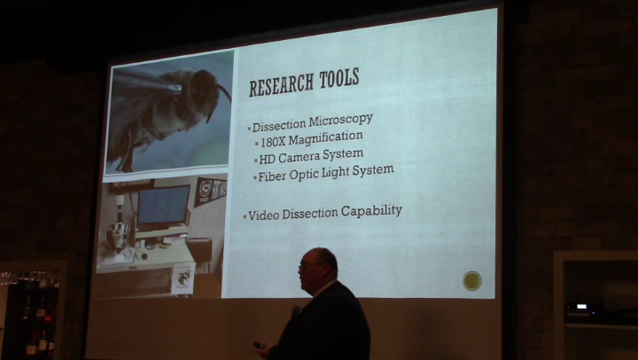 RESEARCH TOOLS
▪ Dissection Microscopy
▪ 180X Magnification
▪ HD Camera System
▪ Fiber Optic Light System
▪ Video Dissection Capability